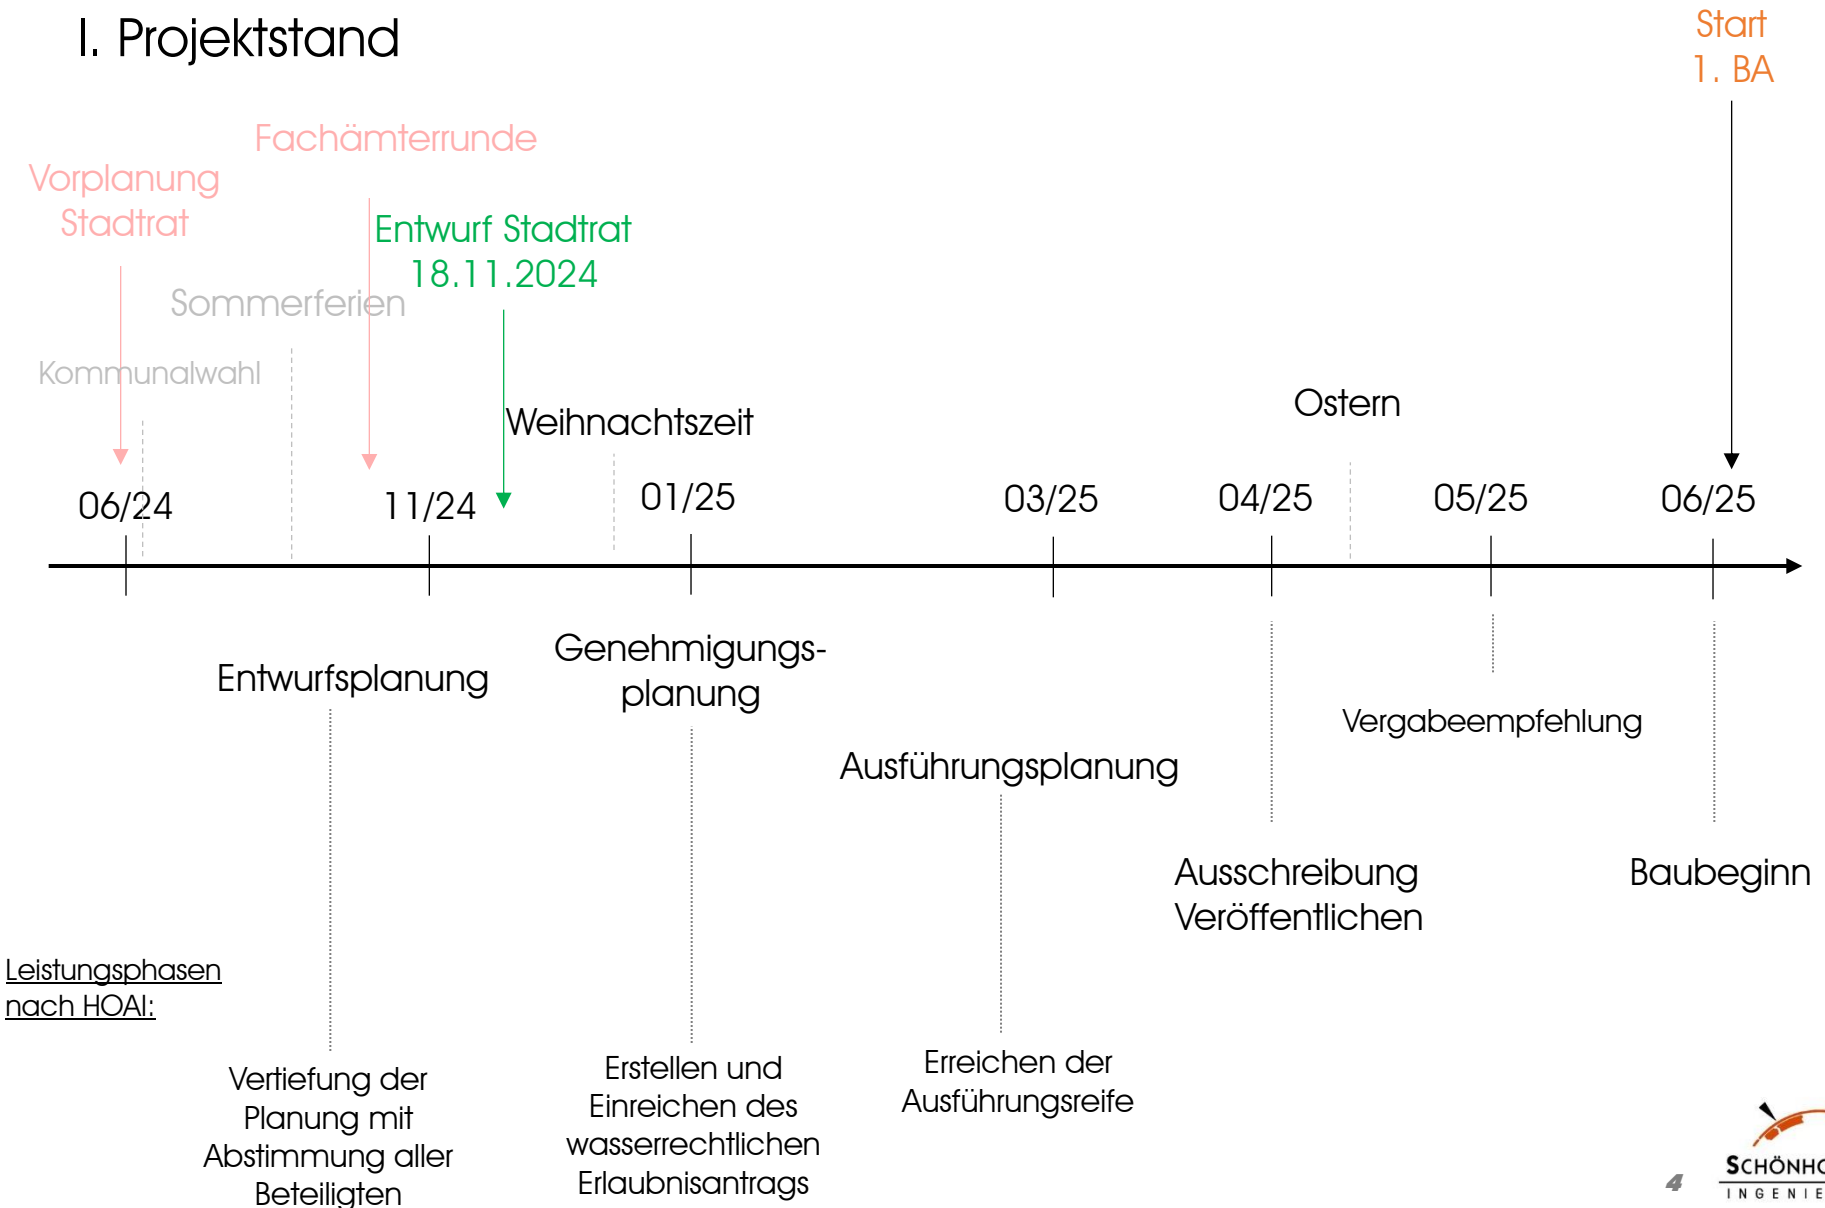 I. Projektstand
Start
1. BA
Fachämterrunde
Vorplanung
Stadtrat
Entwurf Stadtrat
18.11.2024
Sommerferien
Kommunalwahl
Weihnachtszeit
Ostern
06/24
11/24
01/25
03/25
04/25
05/25
06/25
Entwurfsplanung
Genehmigungs-
planung
Vergabeempfehlung
Ausführungsplanung
Ausschreibung
Veröffentlichen
Baubeginn
Leistungsphasen
nach HOAI:
Vertiefung der
Planung mit
Abstimmung aller
Beteiligten
Erstellen und
Einreichen des
wasserrechtlichen
Erlaubnisantrags
Erreichen der
Ausführungsreife
4